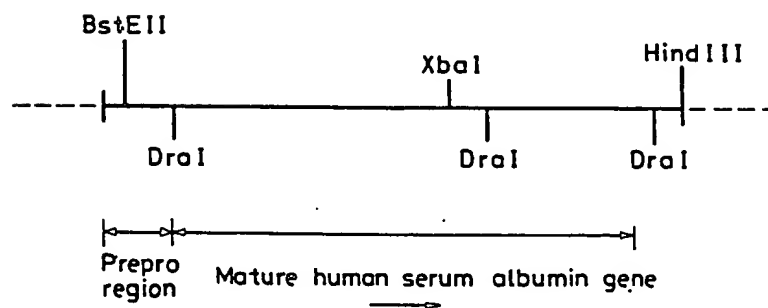 BstEII
XbaI
HindIII
DraI
DraI
DraI
Prepro
region
Mature human serum albumin gene